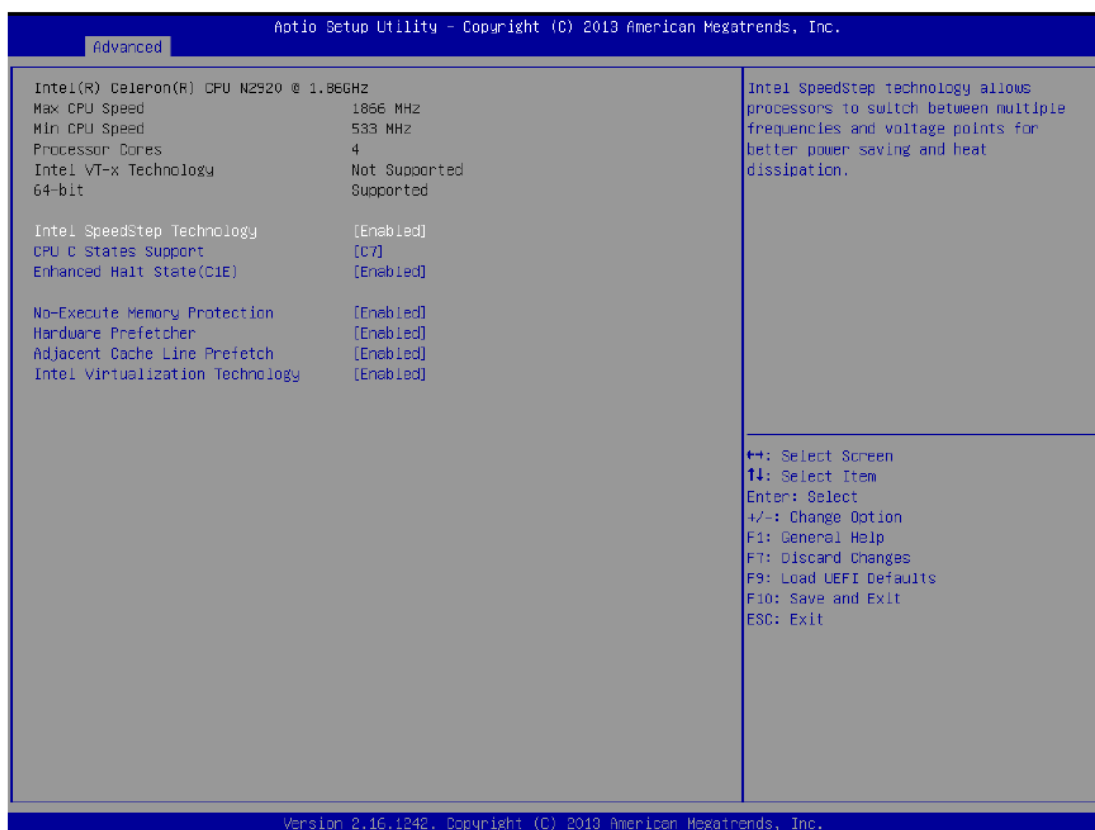 Aptio Setup Utility - Copyright (C) 2013 American Megatrends, Inc.
Advanced
Intel(R) Celeron(R) CPU N2920 @ 1.86GHz
Max CPU Speed 1866 MHz
Min CPU Speed 533 MHz
Processor Cores 4
Intel VT-x Technology Not Supported
64-bit Supported
Intel SpeedStep Technology [Enabled]
CPU C States Support [C7]
Enhanced Halt State(C1E) [Enabled]
No-Execute Memory Protection [Enabled]
Hardware Prefetcher [Enabled]
Adjacent Cache Line Prefetch [Enabled]
Intel Virtualization Technology [Enabled]
Intel SpeedStep technology allows
processors to switch between multiple
frequencies and voltage points for
better power saving and heat
dissipation.
↔: Select Screen
↑↓: Select Item
Enter: Select
+/-: Change Option
F1: General Help
F7: Discard Changes
F9: Load UEFI Defaults
F10: Save and Exit
ESC: Exit
Version 2.16.1242. Copyright (C) 2013 American Megatrends, Inc.